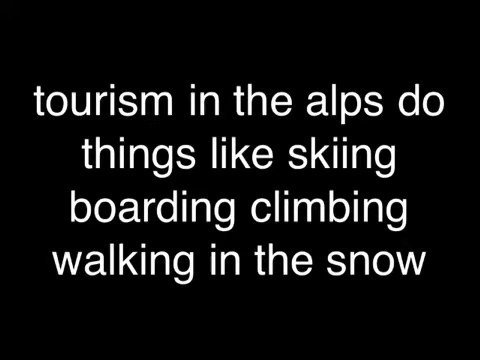 tourism in the alps do
things like skiing
boarding climbing
walking in the snow